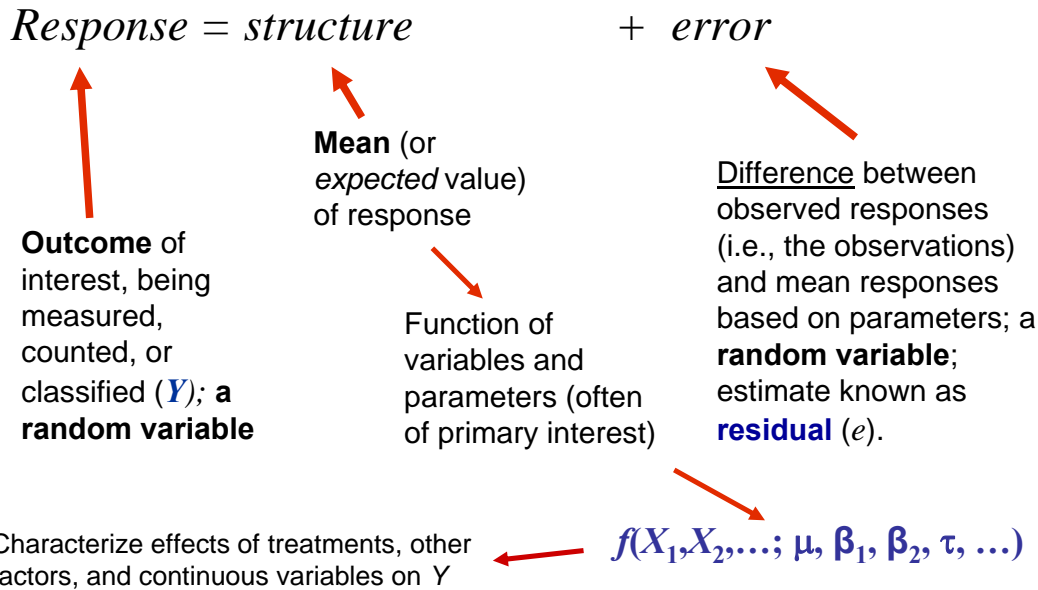 Response = structure + error
Mean (or
expected value)
of response
Outcome of
interest, being
measured,
counted, or
classified (Y); a
random variable
Function of
variables and
parameters (often
of primary interest)
Difference between
observed responses
(i.e., the observations)
and mean responses
based on parameters; a
random variable;
estimate known as
residual (e).
f(X₁,X₂,…; μ, β₁, β₂, τ, …)
Characterize effects of treatments, other
factors, and continuous variables on Y